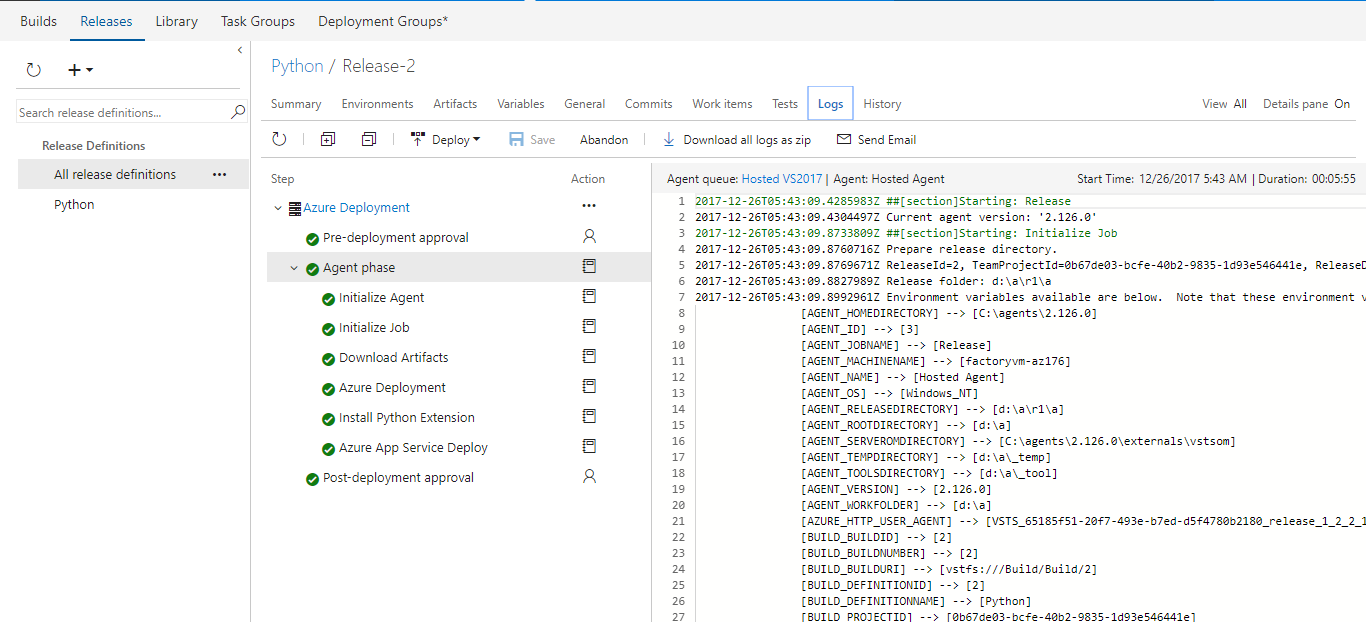 Builds Releases Library Task Groups Deployment Groups*
Python / Release-2
Summary Environments Artifacts Variables General Commits Work items Tests Logs History View All Details pane On
Search release definitions...
Deploy Save Abandon Download all logs as zip Send Email
Release Definitions
All release definitions ...
Python
Step Action
Azure Deployment ...
Pre-deployment approval
Agent phase
Initialize Agent
Initialize Job
Download Artifacts
Azure Deployment
Install Python Extension
Azure App Service Deploy
Post-deployment approval
Agent queue: Hosted VS2017 | Agent: Hosted Agent Start Time: 12/26/2017 5:43 AM | Duration: 00:05:55
1 2017-12-26T05:43:09.4285983Z ##[section]Starting: Release
2 2017-12-26T05:43:09.4304497Z Current agent version: '2.126.0'
3 2017-12-26T05:43:09.8733809Z ##[section]Starting: Initialize Job
4 2017-12-26T05:43:09.8760716Z Prepare release directory.
5 2017-12-26T05:43:09.8769671Z ReleaseId=2, TeamProjectId=0b67de03-bcfe-40b2-9835-1d93e546441e, ReleaseD
6 2017-12-26T05:43:09.8827989Z Release folder: d:\a\r1\a
7 2017-12-26T05:43:09.8992961Z Environment variables available are below. Note that these environment v
8 [AGENT_HOMEDIRECTORY] --> [C:\agents\2.126.0]
9 [AGENT_ID] --> [3]
10 [AGENT_JOBNAME] --> [Release]
11 [AGENT_MACHINENAME] --> [factoryvm-az176]
12 [AGENT_NAME] --> [Hosted Agent]
13 [AGENT_OS] --> [Windows_NT]
14 [AGENT_RELEASEDIRECTORY] --> [d:\a\r1\a]
15 [AGENT_ROOTDIRECTORY] --> [d:\a]
16 [AGENT_SERVEROMDIRECTORY] --> [C:\agents\2.126.0\externals\vstsom]
17 [AGENT_TEMPDIRECTORY] --> [d:\a\_temp]
18 [AGENT_TOOLSDIRECTORY] --> [d:\a\_tool]
19 [AGENT_VERSION] --> [2.126.0]
20 [AGENT_WORKFOLDER] --> [d:\a]
21 [AZURE_HTTP_USER_AGENT] --> [VSTS_65185f51-20f7-493e-b7ed-d5f4780b2180_release_1_2_2_1
22 [BUILD_BUILDID] --> [2]
23 [BUILD_BUILDNUMBER] --> [2]
24 [BUILD_BUILDURI] --> [vstfs:///Build/Build/2]
25 [BUILD_DEFINITIONID] --> [2]
26 [BUILD_DEFINITIONNAME] --> [Python]
27 [BUILD_PROJECTID] --> [0b67de03-bcfe-40b2-9835-1d93e546441e]